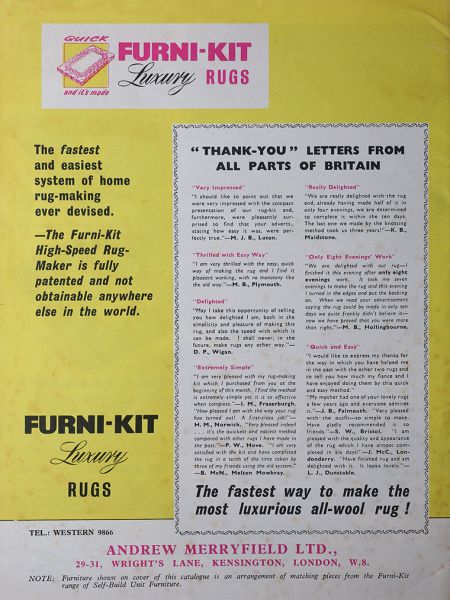 QUICK
and it's made
FURNI-KIT
Luxury RUGS
The fastest
and easiest
system of home
rug-making
ever devised.
—The Furni-Kit
High-Speed Rug-
Maker is fully
patented and not
obtainable anywhere
else in the world.
FURNI-KIT
Luxury
RUGS
"THANK-YOU" LETTERS FROM
ALL PARTS OF BRITAIN
"Very Impressed"
"I should like to point out that we
were very impressed with the compact
presentation of our rug-kit and,
furthermore, were pleasantly sur-
prised to find that your adverts,
stating how easy it was, were per-
fectly true."—M. J. B., Luton.
"Thrilled with Easy Way"
"I am very thrilled with the easy, quick
way of making the rug and I find it
pleasant working, with no monotony like
the old way."—M. B., Plymouth.
"Delighted"
"May I take this opportunity of telling
you how delighted I am, both in the
simplicity and pleasure of making this
rug, and also the speed with which it
can be made. I shall never, in the
future, make rugs any other way."—
D. P., Wigan.
"Extremely Simple"
"I am very pleased with my rug-making
kit which I purchased from you at the
beginning of this month. I find the method
is extremely simple yet it is so effective
when complete."—I. M., Fraserburgh.
"How pleased I am with the way your rug
has turned out! A first-class job!"—
H. M., Norwick. "Very pleased indeed
. . . it's the quickest and easiest method
compared with other rugs I have made in
the past."—P. W., Hove. "I am very
satisfied with the kit and have completed
the rug in a tenth of the time taken by
three of my friends using the old system."
—B. McN., Melton Mowbray.
"Really Delighted"
"We are really delighted with the rug
and, already having made half of it in
only four evenings, we are determined
to complete it within the ten days.
The last one we made by the knotting
method took us three years!"—K. B.,
Maidstone.
"Only Eight Evenings' Work"
"We are delighted with our rug—I
finished it this evening after only eight
evenings work. It took me seven
evenings to make the rug and this evening
I turned in the edges and put the backing
on. When we read your advertisement
saying the rug could be made in only ten
days we quite frankly didn't believe it—
now we have proved that you were more
than right."—M. B., Hollingbourne.
"Quick and Easy"
"I would like to express my thanks for
the way in which you have helped me in
the past with the other two rugs and
to tell you how much my fiance and I
have enjoyed doing them by this quick
and easy method."
"My mother had one of your lovely rugs
a few years ago and everyone admires
it."—J. B., Falmouth. "Very pleased
with the outfit—so simple to make.
Have gladly recommended it to
friends."—S. W., Bristol. "I am
pleased with the quality and appearance
of the rug which I have almost com-
pleted in six days!"—J. McC., Lon-
donderry. "Have finished rug and am
delighted with it. It looks lovely."—
L. J., Dunstable.
The fastest way to make the
most luxurious all-wool rug!
TEL.: WESTERN 9866
ANDREW MERRYFIELD LTD.,
29-31, WRIGHT'S LANE, KENSINGTON, LONDON, W.8.
NOTE: Furniture shown on cover of this catalogue is an arrangement of matching pieces from the Furni-Kit
range of Self-Build Unit Furniture.